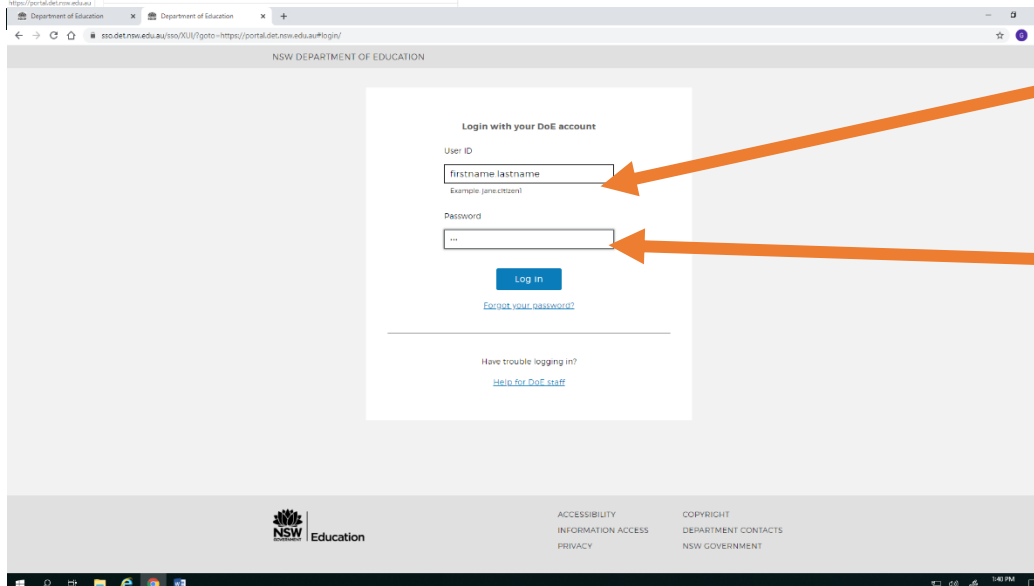 https://portal.det.nsw.edu.au
Department of Education
Department of Education
sso.det.nsw.edu.au/sso/XUI/?goto=https://portal.det.nsw.edu.au#login/
G
NSW DEPARTMENT OF EDUCATION
Login with your DoE account
User ID
firstname lastname
Example jane.citizen1
Password
...
Log in
Forgot your password?
Have trouble logging in?
Help for DoE staff
NSW
GOVERNMENT
Education
ACCESSIBILITY
INFORMATION ACCESS
PRIVACY
COPYRIGHT
DEPARTMENT CONTACTS
NSW GOVERNMENT
1:40 PM